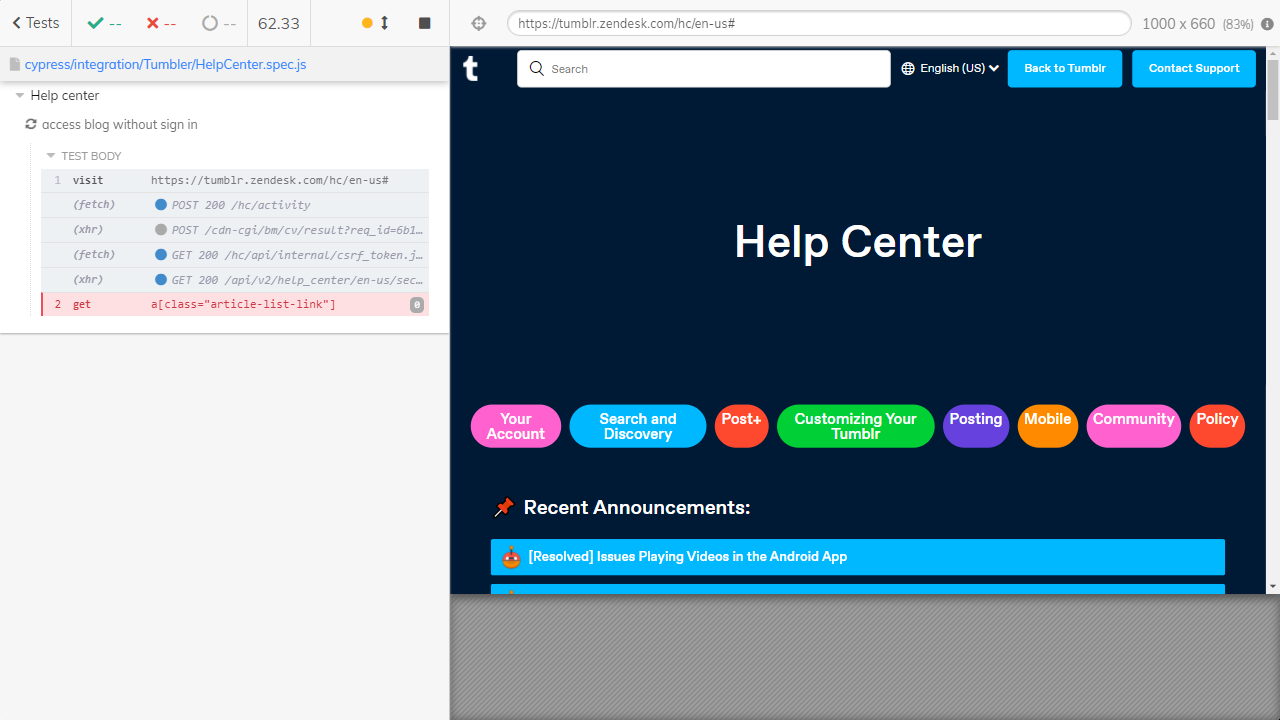 Tests
--
--
--
62.33
https://tumblr.zendesk.com/hc/en-us#
1000 x 660 (83%)
cypress/integration/Tumbler/HelpCenter.spec.js
Help center
access blog without sign in
TEST BODY
1 visit https://tumblr.zendesk.com/hc/en-us#
(fetch) POST 200 /hc/activity
(xhr) POST /cdn-cgi/bm/cv/result?req_id=6b1...
(fetch) GET 200 /hc/api/internal/csrf_token.j...
(xhr) GET 200 /api/v2/help_center/en-us/sec...
2 get a[class="article-list-link"] 0
t
Search
English (US)
Back to Tumblr
Contact Support
Help Center
Your
Account
Search and
Discovery
Post+
Customizing Your
Tumblr
Posting
Mobile
Community
Policy
Recent Announcements:
[Resolved] Issues Playing Videos in the Android App